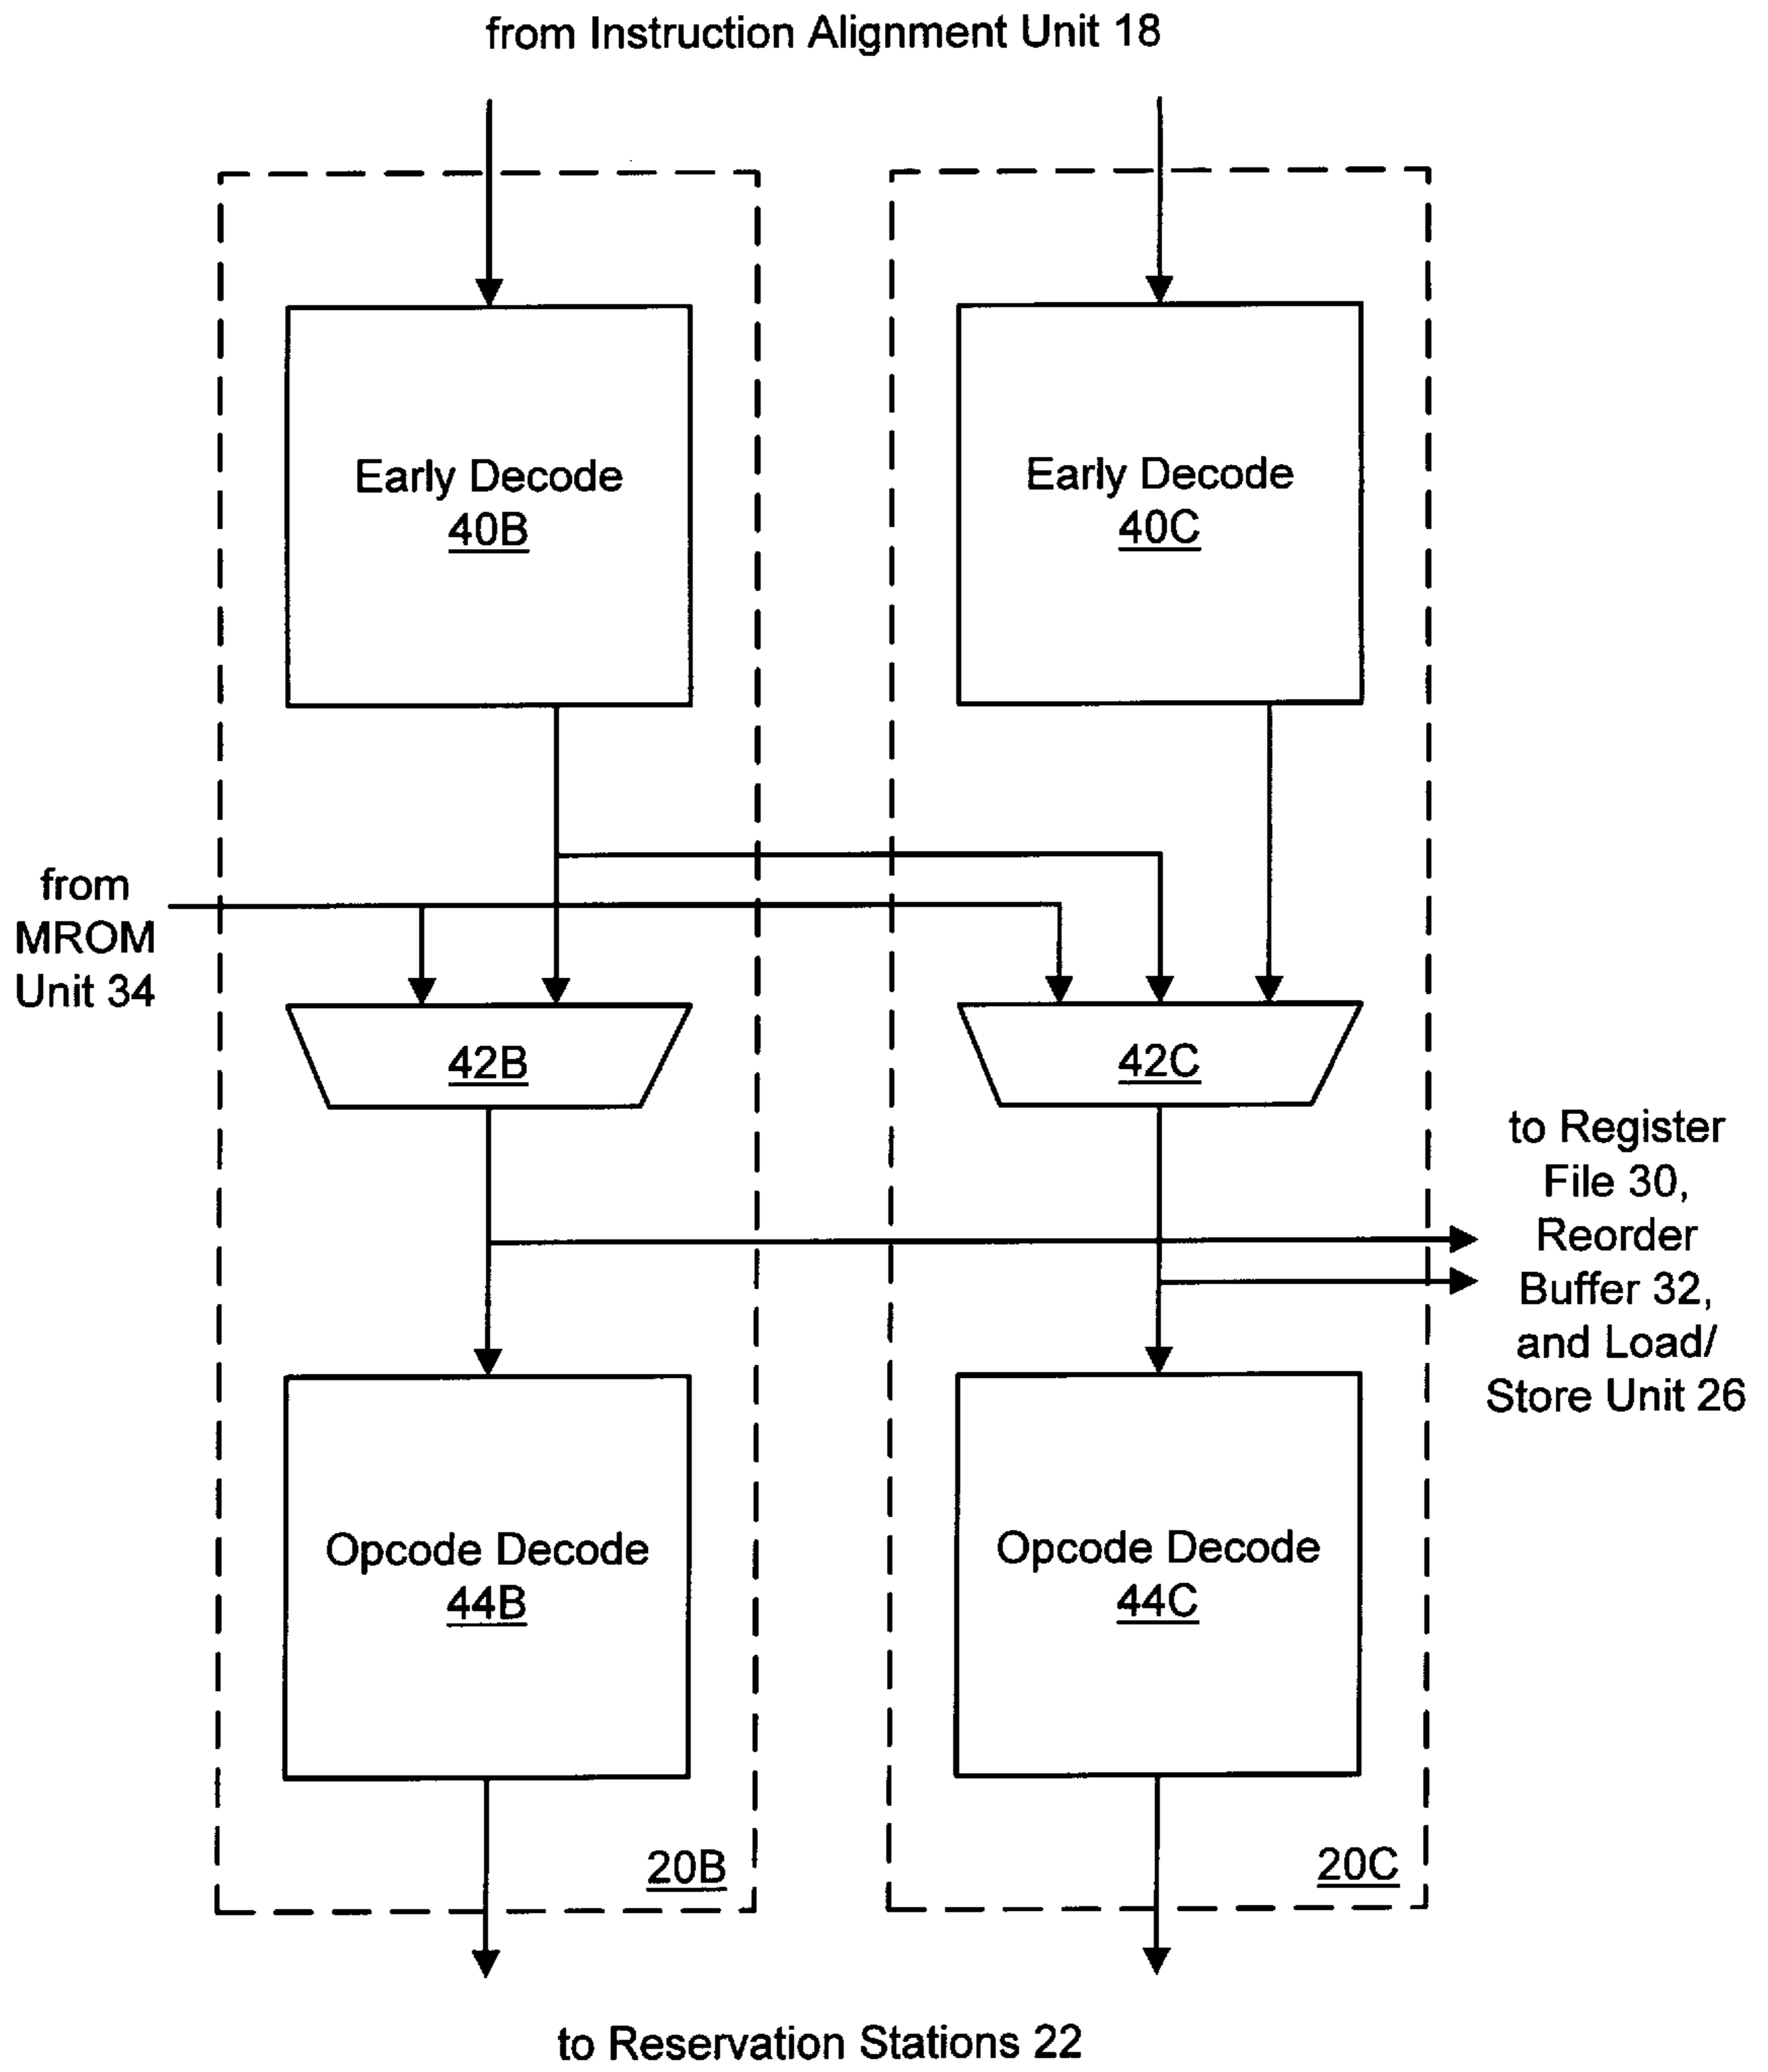 from Instruction Alignment Unit 18
Early Decode
40B
Early Decode
40C
from
MROM
Unit 34
42B
42C
to Register
File 30,
Reorder
Buffer 32,
and Load/
Store Unit 26
Opcode Decode
44B
Opcode Decode
44C
20B
20C
to Reservation Stations 22